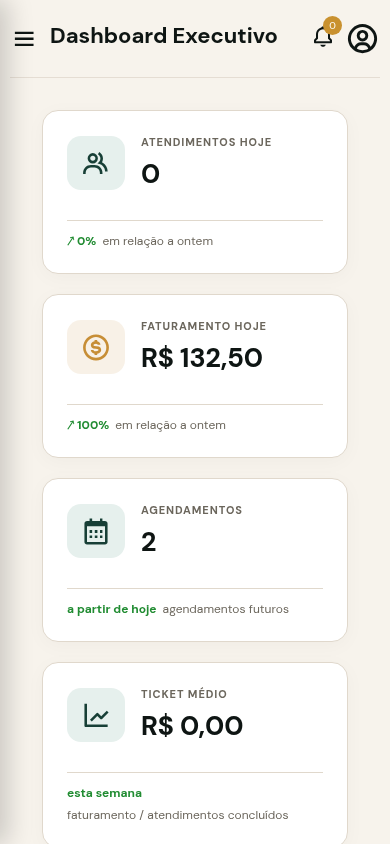 Dashboard Executivo
0
ATENDIMENTOS HOJE
0
↗ 0% em relação a ontem
FATURAMENTO HOJE
R$ 132,50
↗ 100% em relação a ontem
AGENDAMENTOS
2
a partir de hoje agendamentos futuros
TICKET MÉDIO
R$ 0,00
esta semana
faturamento / atendimentos concluídos